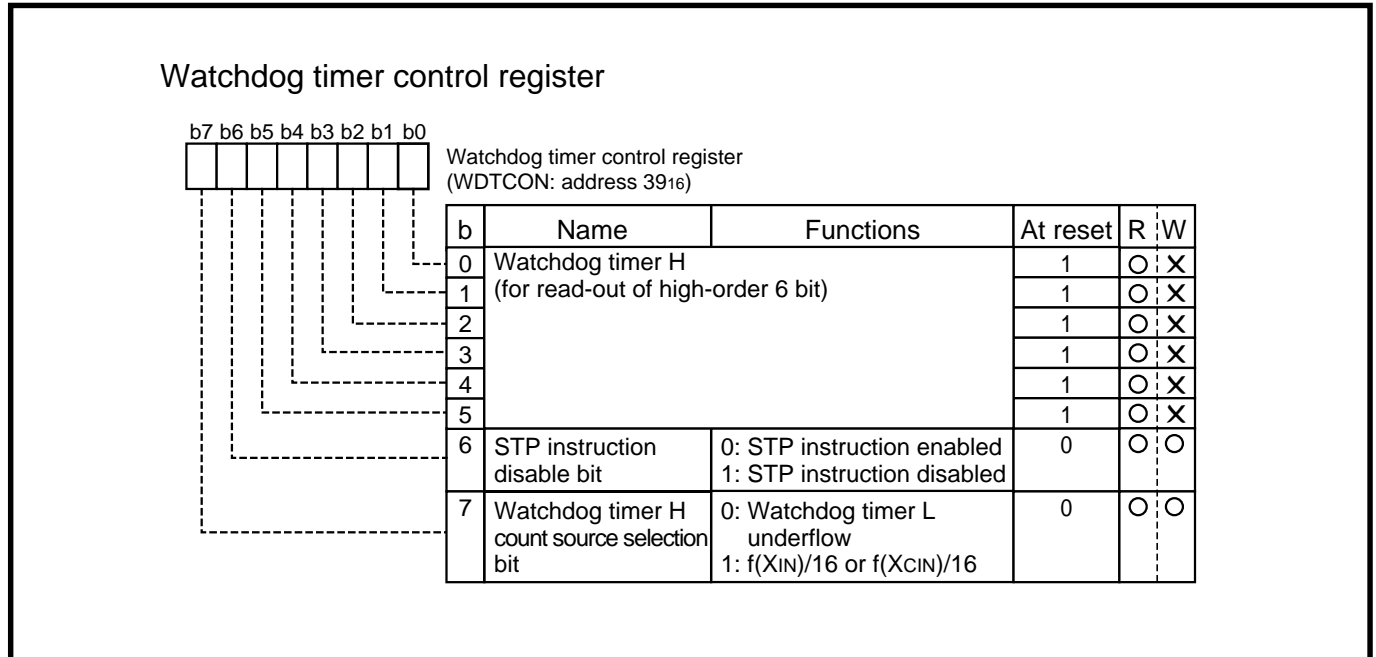 Watchdog timer control register
b7 b6 b5 b4 b3 b2 b1 b0
Watchdog timer control register
(WDTCON: address 3916)
b Name Functions At reset R W
0 Watchdog timer H 1 O X
1 (for read-out of high-order 6 bit) 1 O X
2 1 O X
3 1 O X
4 1 O X
5 1 O X
6 STP instruction 0: STP instruction enabled 0 O O
disable bit 1: STP instruction disabled
7 Watchdog timer H 0: Watchdog timer L 0 O O
count source selection underflow
bit 1: f(XIN)/16 or f(XCIN)/16